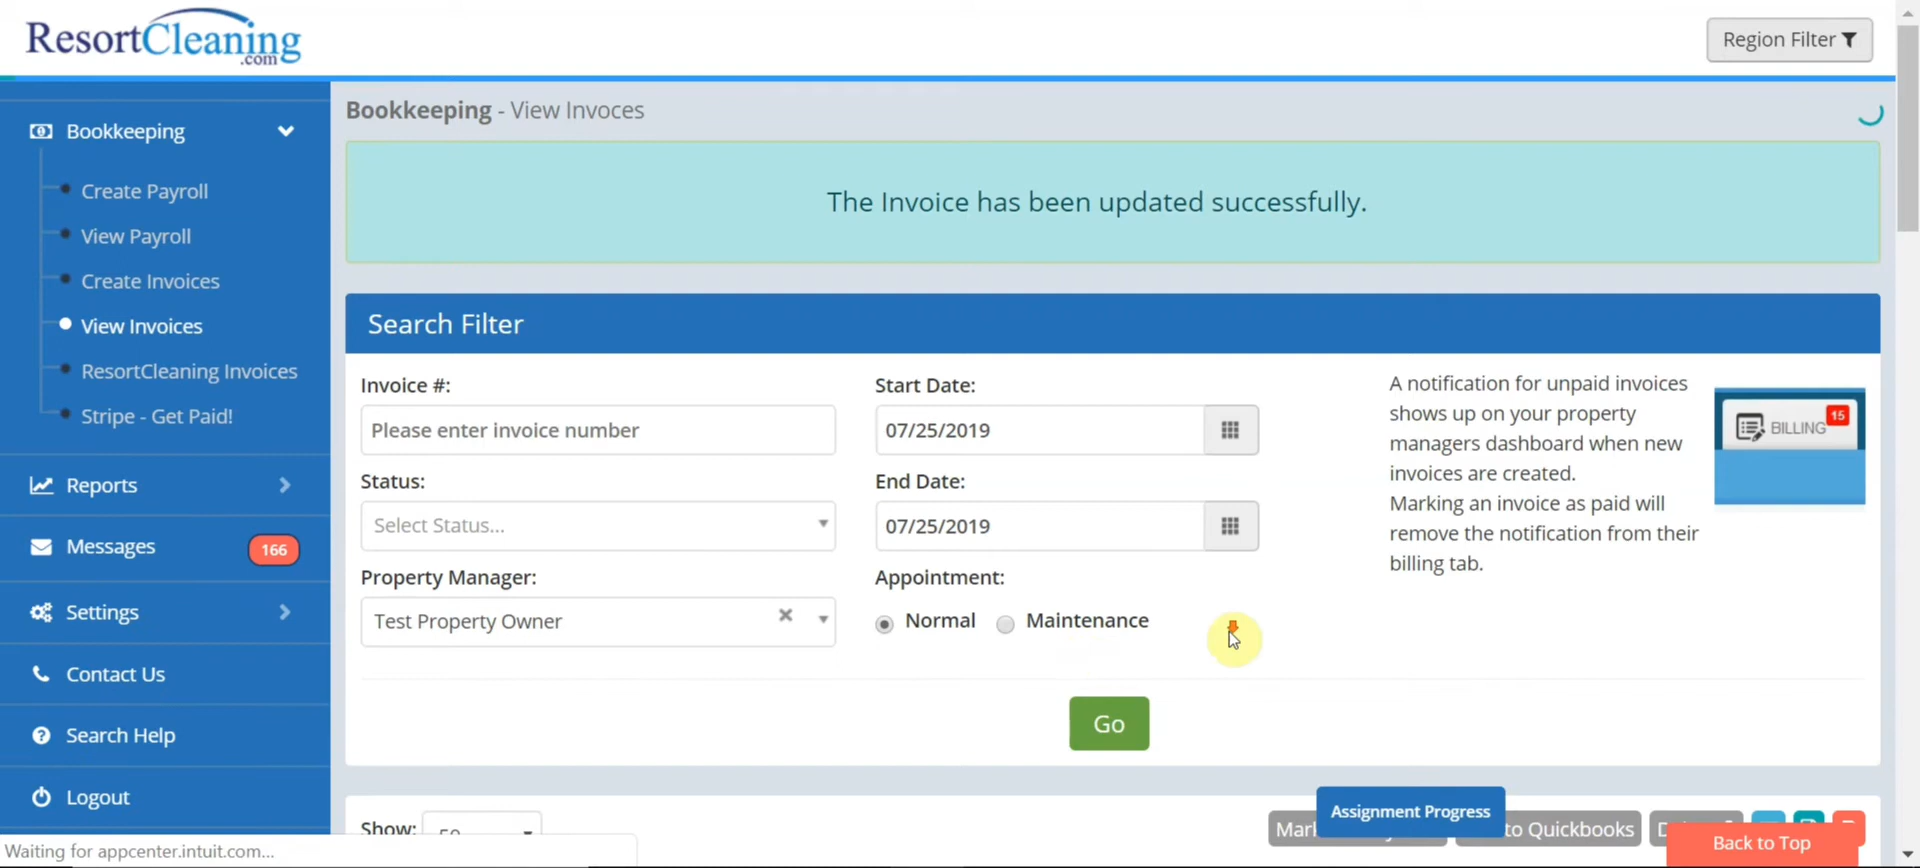 ResortCleaning
.com
Region Filter
Bookkeeping
Create Payroll
View Payroll
Create Invoices
View Invoices
ResortCleaning Invoices
Stripe - Get Paid!
Reports
Messages
166
Settings
Contact Us
Search Help
Logout
Bookkeeping - View Invoces
The Invoice has been updated successfully.
Search Filter
Invoice #:
Please enter invoice number
Status:
Select Status...
Property Manager:
Test Property Owner
Start Date:
07/25/2019
End Date:
07/25/2019
Appointment:
Normal
Maintenance
A notification for unpaid invoices
shows up on your property
managers dashboard when new
invoices are created.
Marking an invoice as paid will
remove the notification from their
billing tab.
BILLING
15
Go
Show:
50
Assignment Progress
to Quickbooks
Back to Top
Waiting for appcenter.intuit.com...